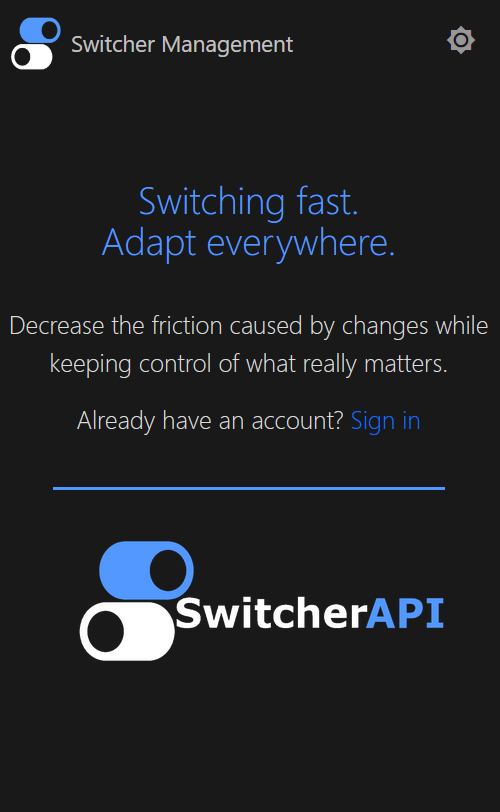 Switcher Management
Switching fast.
Adapt everywhere.
Decrease the friction caused by changes while
keeping control of what really matters.
Already have an account? Sign in
SwitcherAPI